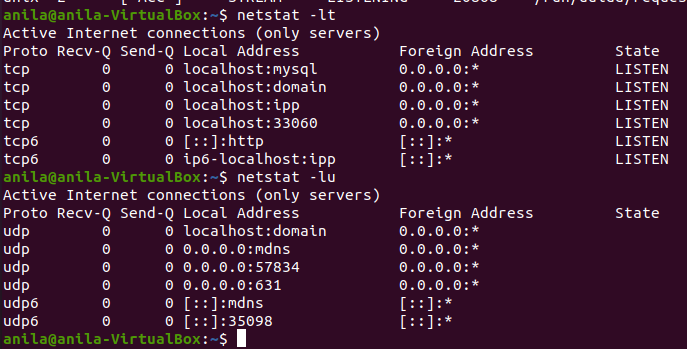 anila@anila-VirtualBox:~$ netstat -lt
Active Internet connections (only servers)
Proto Recv-Q Send-Q Local Address           Foreign Address         State
tcp        0      0 localhost:mysql         0.0.0.0:*               LISTEN
tcp        0      0 localhost:domain        0.0.0.0:*               LISTEN
tcp        0      0 localhost:ipp           0.0.0.0:*               LISTEN
tcp        0      0 localhost:33060         0.0.0.0:*               LISTEN
tcp6       0      0 [::]:http               [::]:*                  LISTEN
tcp6       0      0 ip6-localhost:ipp       [::]:*                  LISTEN
anila@anila-VirtualBox:~$ netstat -lu
Active Internet connections (only servers)
Proto Recv-Q Send-Q Local Address           Foreign Address         State
udp        0      0 localhost:domain        0.0.0.0:*
udp        0      0 0.0.0.0:mdns            0.0.0.0:*
udp        0      0 0.0.0.0:57834           0.0.0.0:*
udp        0      0 0.0.0.0:631             0.0.0.0:*
udp6       0      0 [::]:mdns               [::]:*
udp6       0      0 [::]:35098              [::]:*
anila@anila-VirtualBox:~$